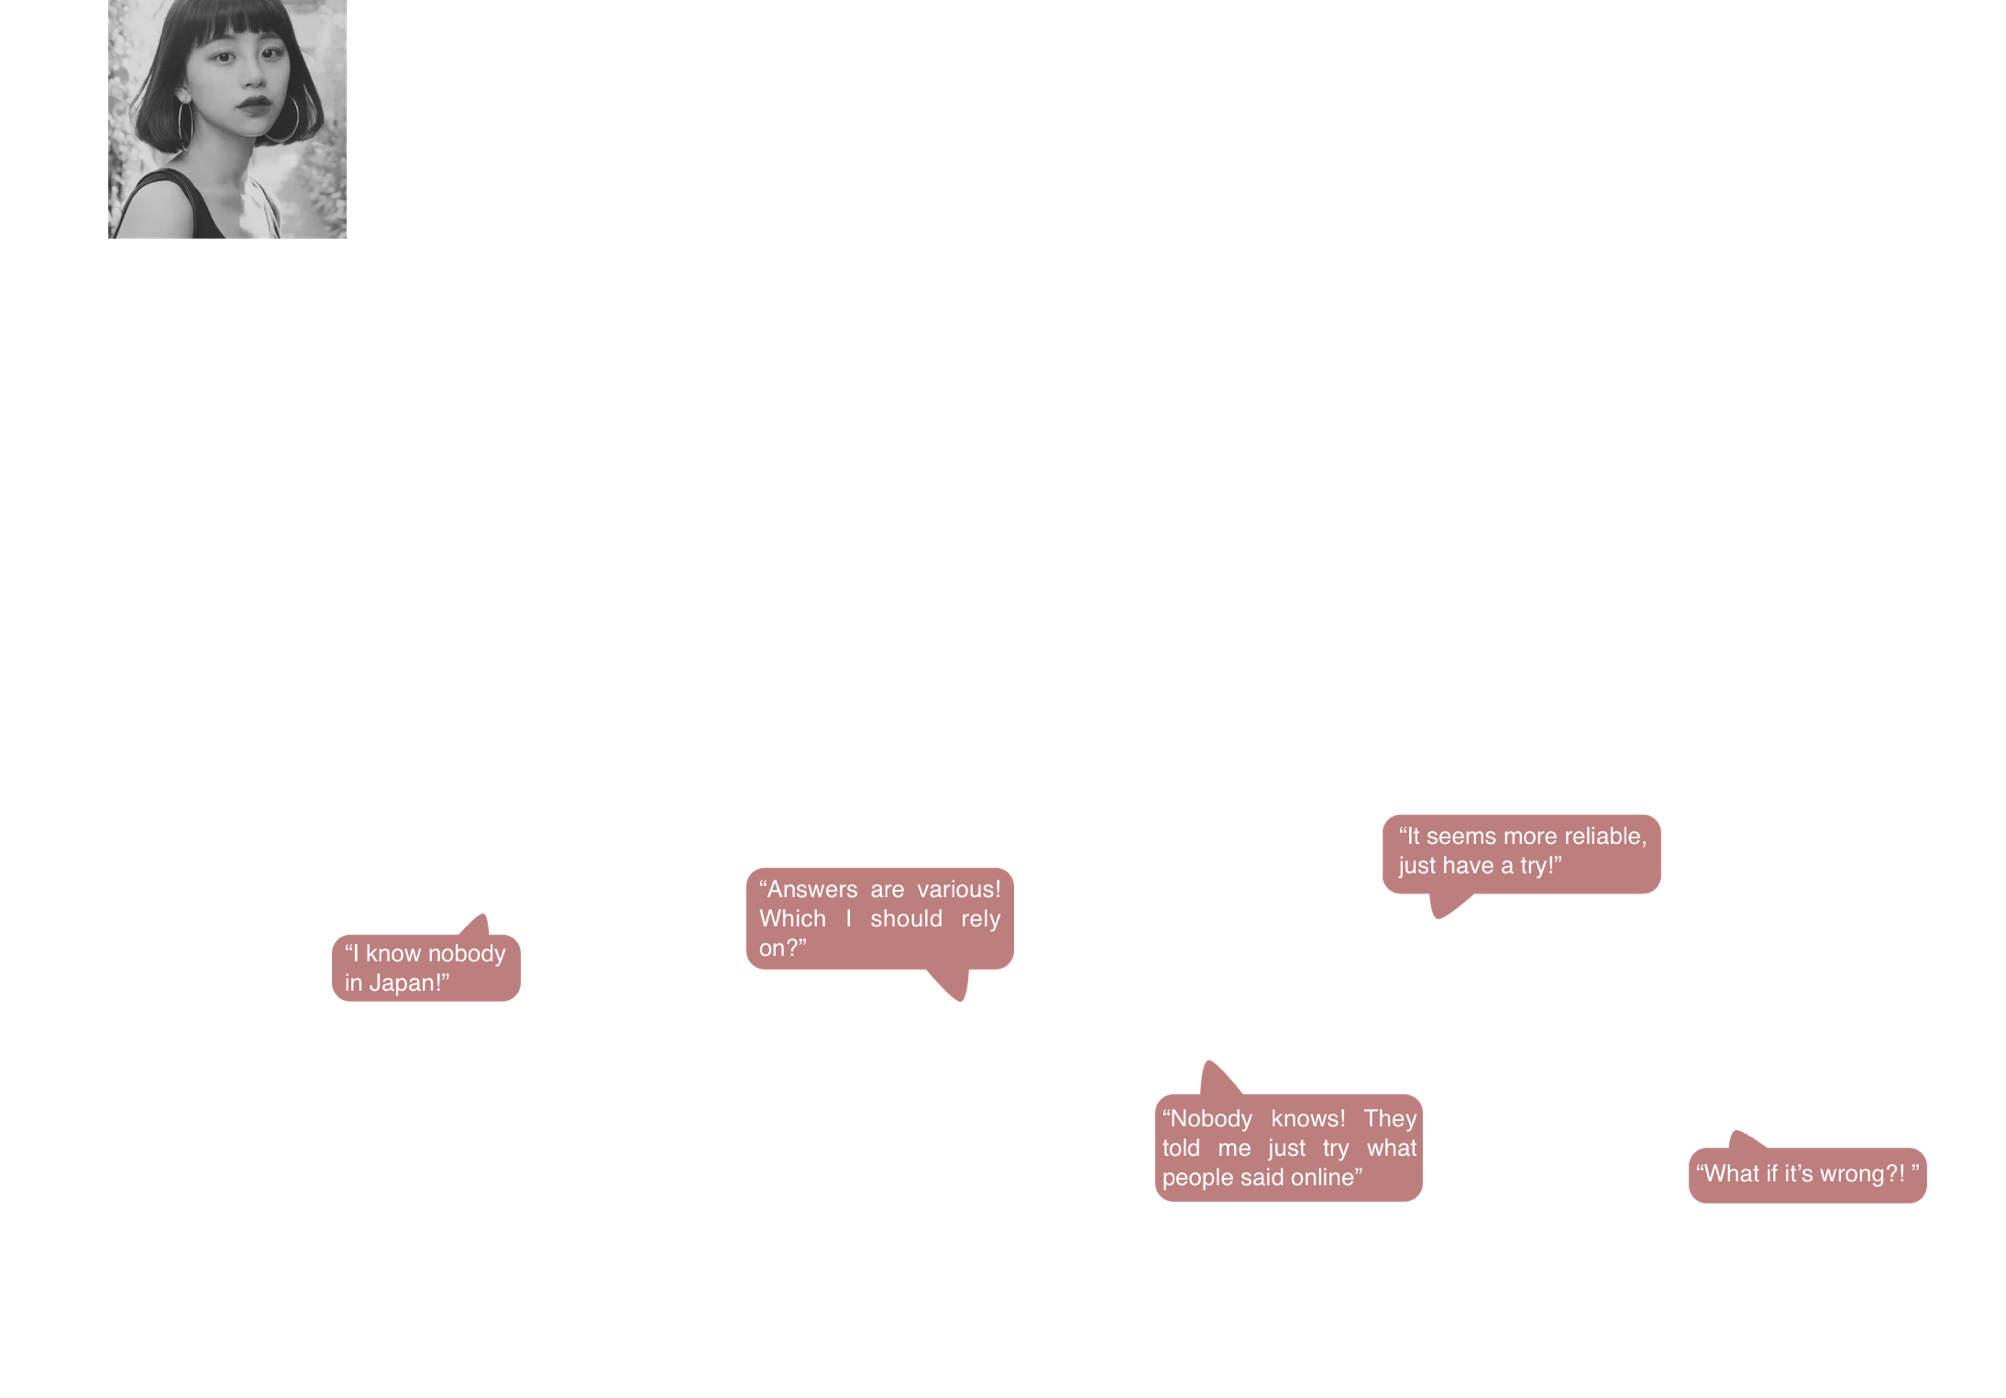 “I know nobody
in Japan!”
“Answers are various!
Which I should rely
on?”
“Nobody knows! They
told me just try what
people said online”
“It seems more reliable,
just have a try!”
“What if it’s wrong?! ”